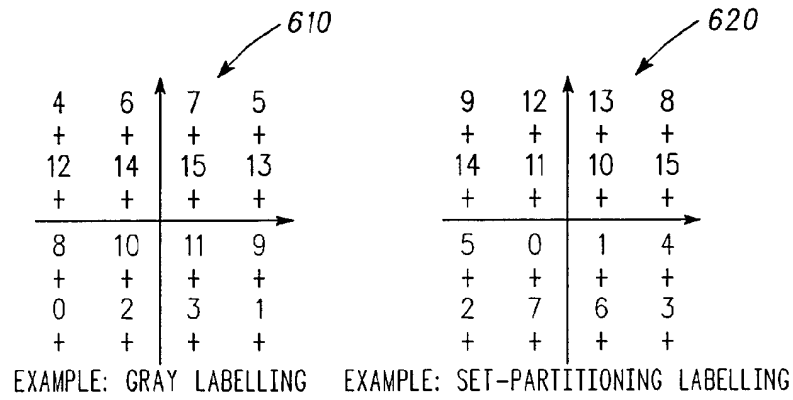 610
620
4 6 7 5
+ + + +
12 14 15 13
+ + + +
8 10 11 9
+ + + +
0 2 3 1
+ + + +
EXAMPLE: GRAY LABELLING
9 12 13 8
+ + + +
14 11 10 15
+ + + +
5 0 1 4
+ + + +
2 7 6 3
+ + + +
EXAMPLE: SET-PARTITIONING LABELLING